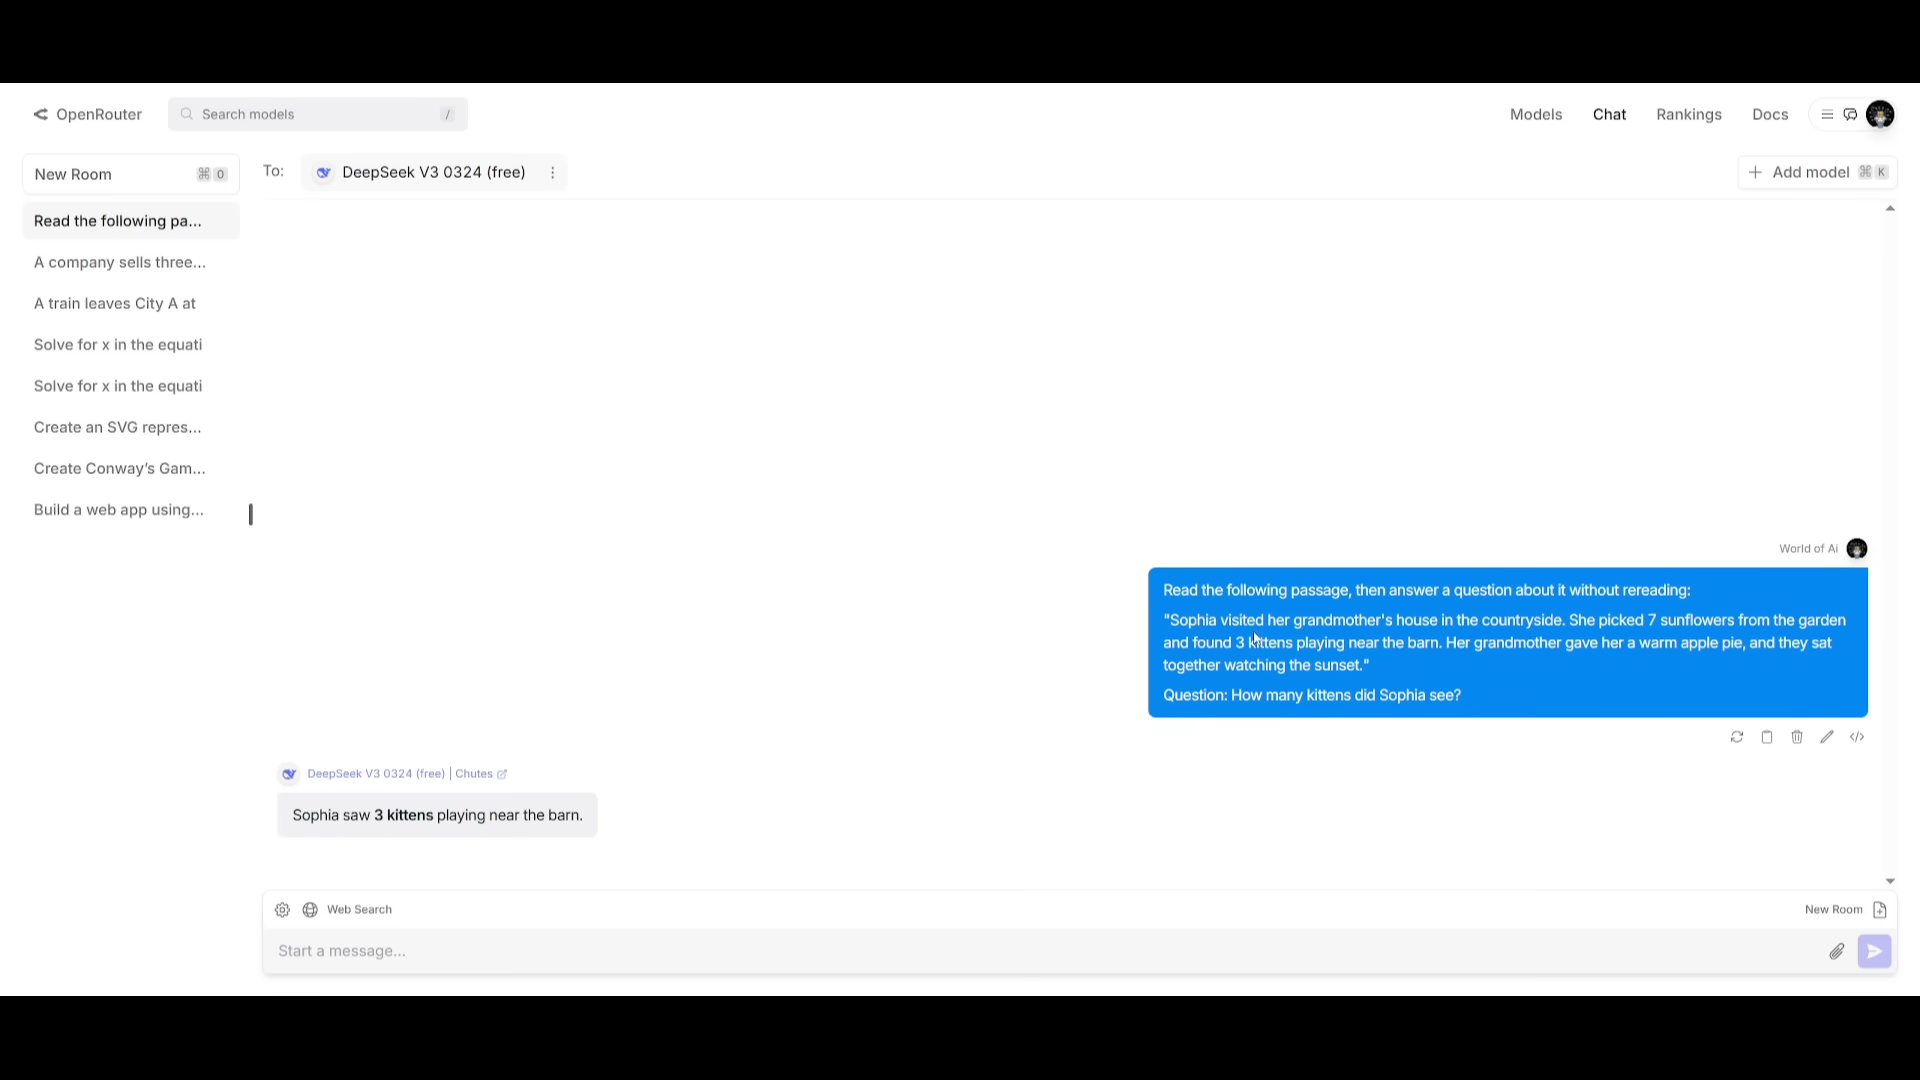 OpenRouter
Search models
/
Models
Chat
Rankings
Docs
New Room
⌘ 0
To:
DeepSeek V3 0324 (free)
Add model ⌘ K
Read the following pa...
A company sells three...
A train leaves City A at
Solve for x in the equati
Solve for x in the equati
Create an SVG repres...
Create Conway's Gam...
Build a web app using...
World of Ai
Read the following passage, then answer a question about it without rereading:
"Sophia visited her grandmother's house in the countryside. She picked 7 sunflowers from the garden
and found 3 kittens playing near the barn. Her grandmother gave her a warm apple pie, and they sat
together watching the sunset."
Question: How many kittens did Sophia see?
DeepSeek V3 0324 (free) | Chutes
Sophia saw 3 kittens playing near the barn.
Web Search
New Room
Start a message...